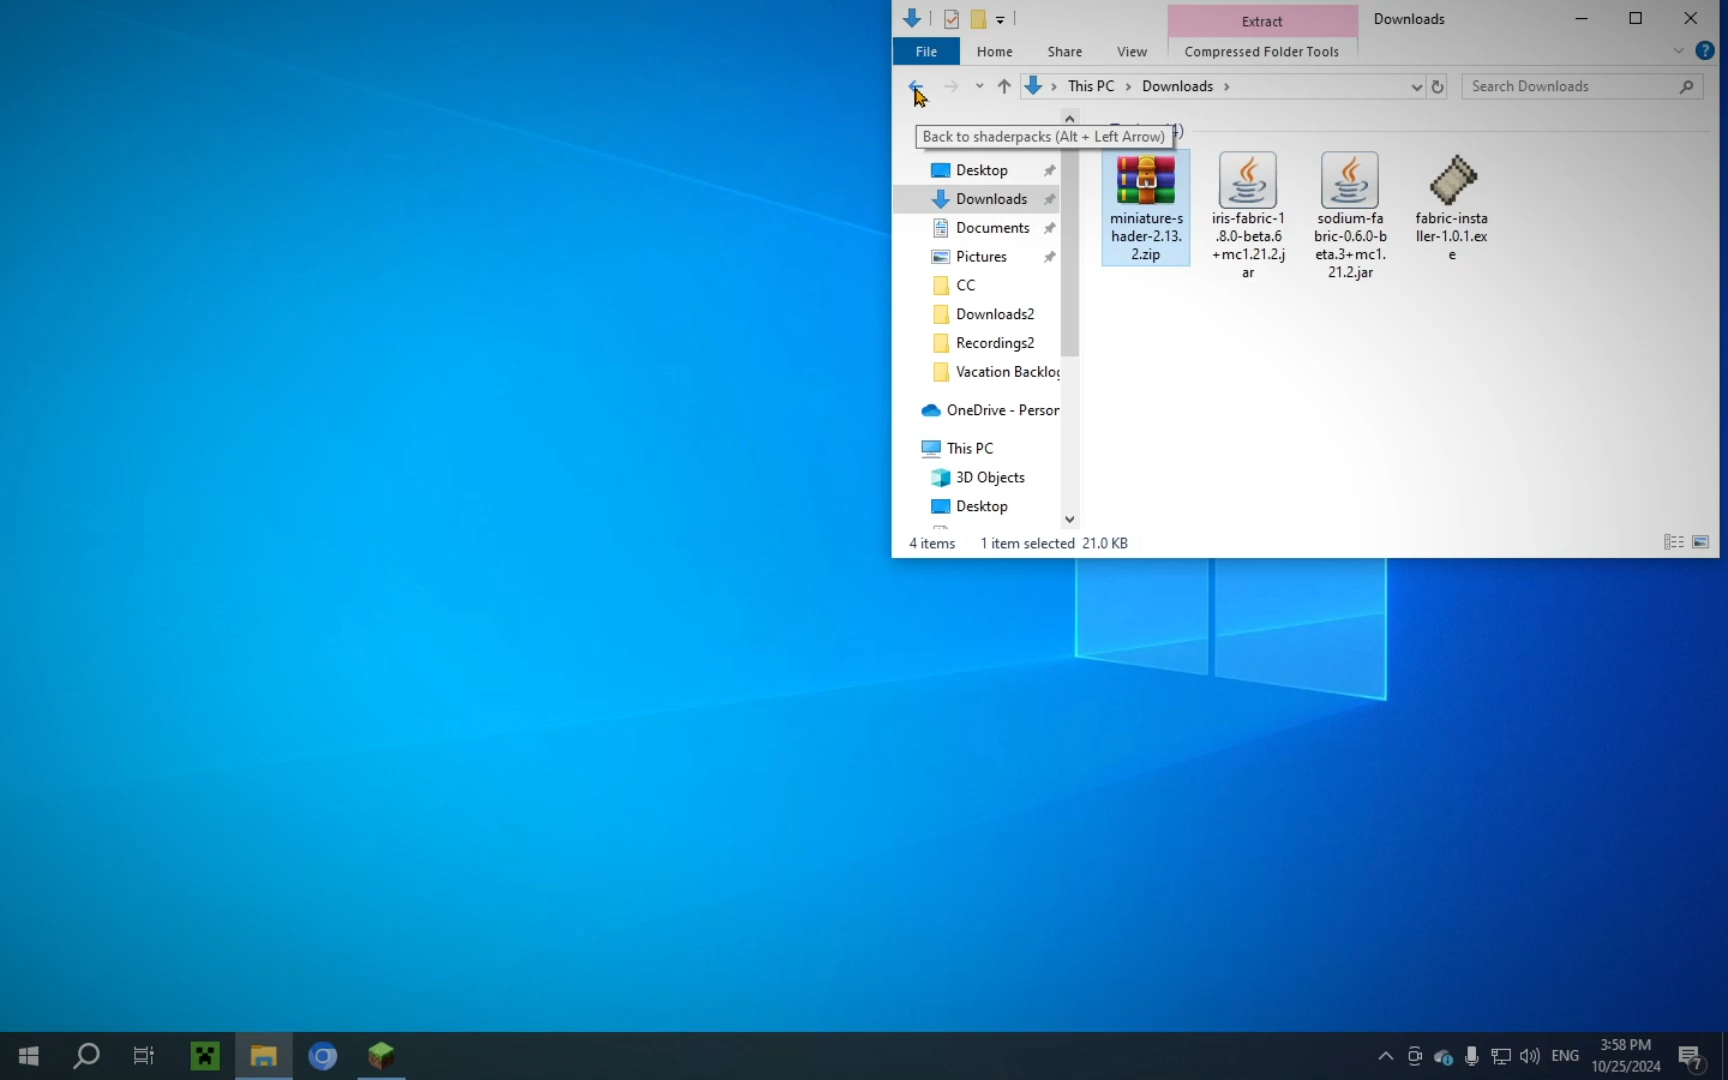 Extract
Downloads
File
Home
Share
View
Compressed Folder Tools
This PC
Downloads
Search Downloads
Back to shaderpacks (Alt + Left Arrow)
4)
Desktop
Downloads
Documents
Pictures
CC
Downloads2
Recordings2
Vacation Backlog
OneDrive - Person
This PC
3D Objects
Desktop
miniature-s
hader-2.13.
2.zip
iris-fabric-1
.8.0-beta.6
+mc1.21.2.j
ar
sodium-fa
bric-0.6.0-b
eta.3+mc1.
21.2.jar
fabric-insta
ller-1.0.1.ex
e
4 items
1 item selected 21.0 KB
ENG
3:58 PM
10/25/2024
7